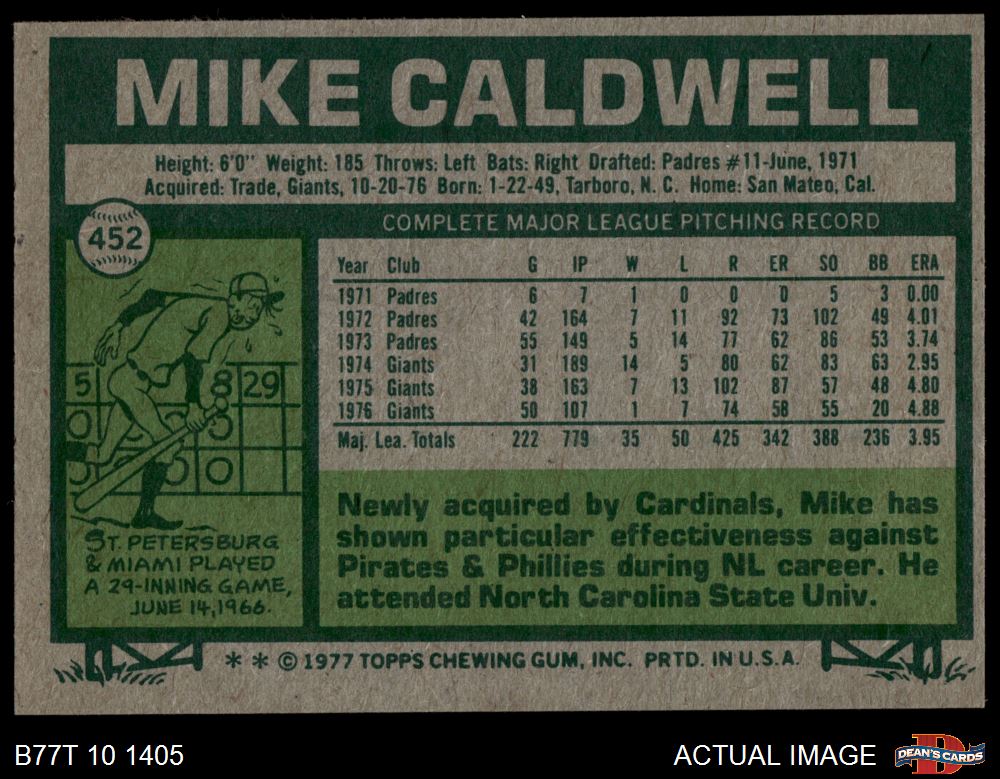 MIKE CALDWELL
Height: 6'0" Weight: 185 Throws: Left Bats: Right Drafted: Padres #11-June, 1971
Acquired: Trade, Giants, 10-20-76 Born: 1-22-49, Tarboro, N. C. Home: San Mateo, Cal.
452
COMPLETE MAJOR LEAGUE PITCHING RECORD
Year Club G IP W L R ER SO BB ERA
1971 Padres 6 7 1 0 0 0 5 3 0.00
1972 Padres 42 164 7 11 92 73 102 49 4.01
1973 Padres 55 149 5 14 77 62 86 53 3.74
1974 Giants 31 189 14 5 80 62 83 63 2.95
1975 Giants 38 163 7 13 102 87 57 48 4.80
1976 Giants 50 107 1 7 74 58 55 20 4.88
Maj. Lea. Totals 222 779 35 50 425 342 388 236 3.95
5 8 29
0 0
0 0
ST. PETERSBURG
& MIAMI PLAYED
A 29-INNING GAME,
JUNE 14, 1966.
Newly acquired by Cardinals, Mike has
shown particular effectiveness against
Pirates & Phillies during NL career. He
attended North Carolina State Univ.
* * © 1977 TOPPS CHEWING GUM, INC. PRTD. IN U.S.A.
B77T 10 1405
ACTUAL IMAGE
DEAN'S CARDS